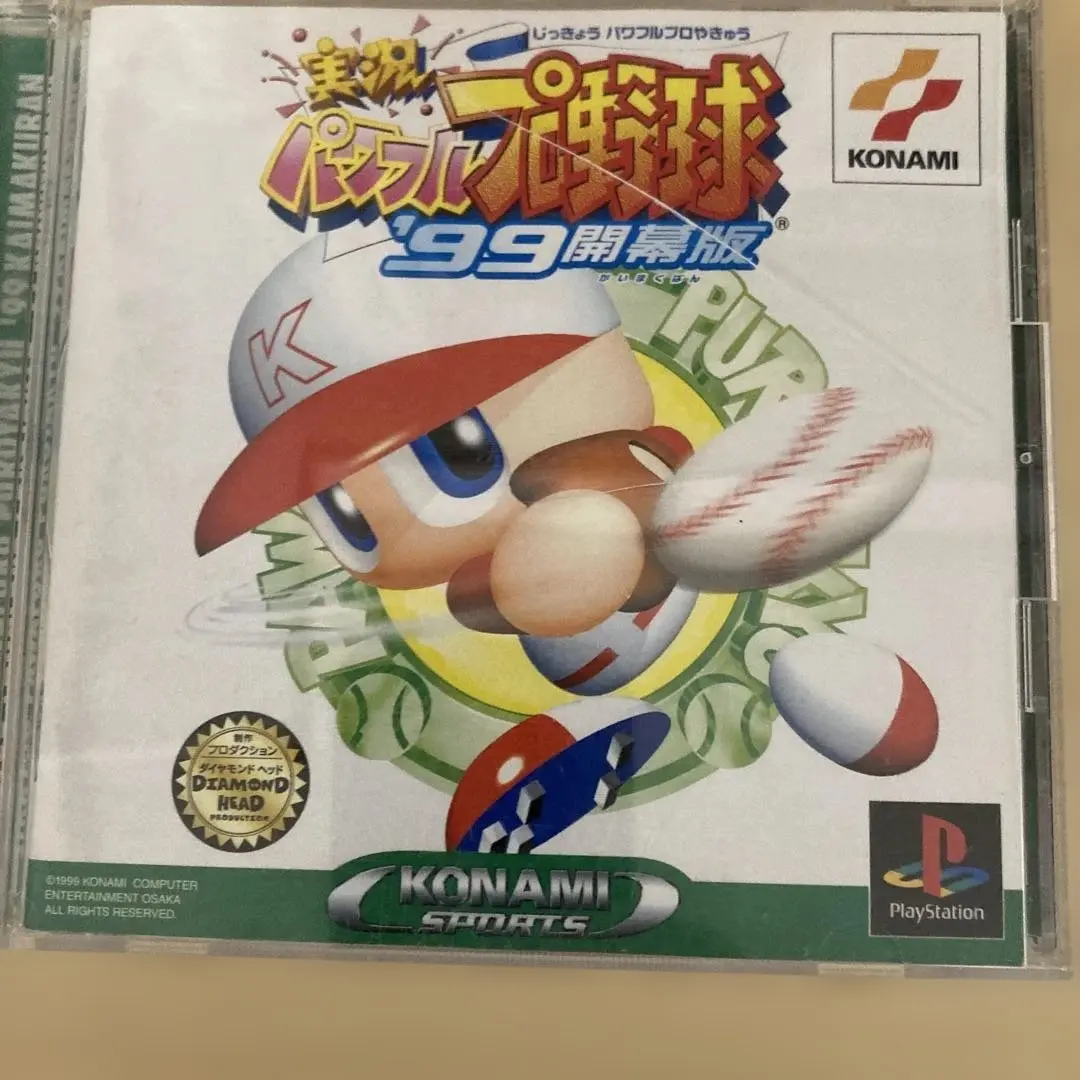 じっきょう パワフルプロやきゅう
実況
パワフル
プロ野球
®
'99開幕版
かいまくばん
KONAMI
K
制作
プロダクション
ダイヤモンド ヘッド
DIAMOND
HEAD
PRODUCTION
©1999 KONAMI COMPUTER
ENTERTAINMENT OSAKA
ALL RIGHTS RESERVED.
KONAMI
SPORTS
PlayStation
'99 KAIMAKUBAN